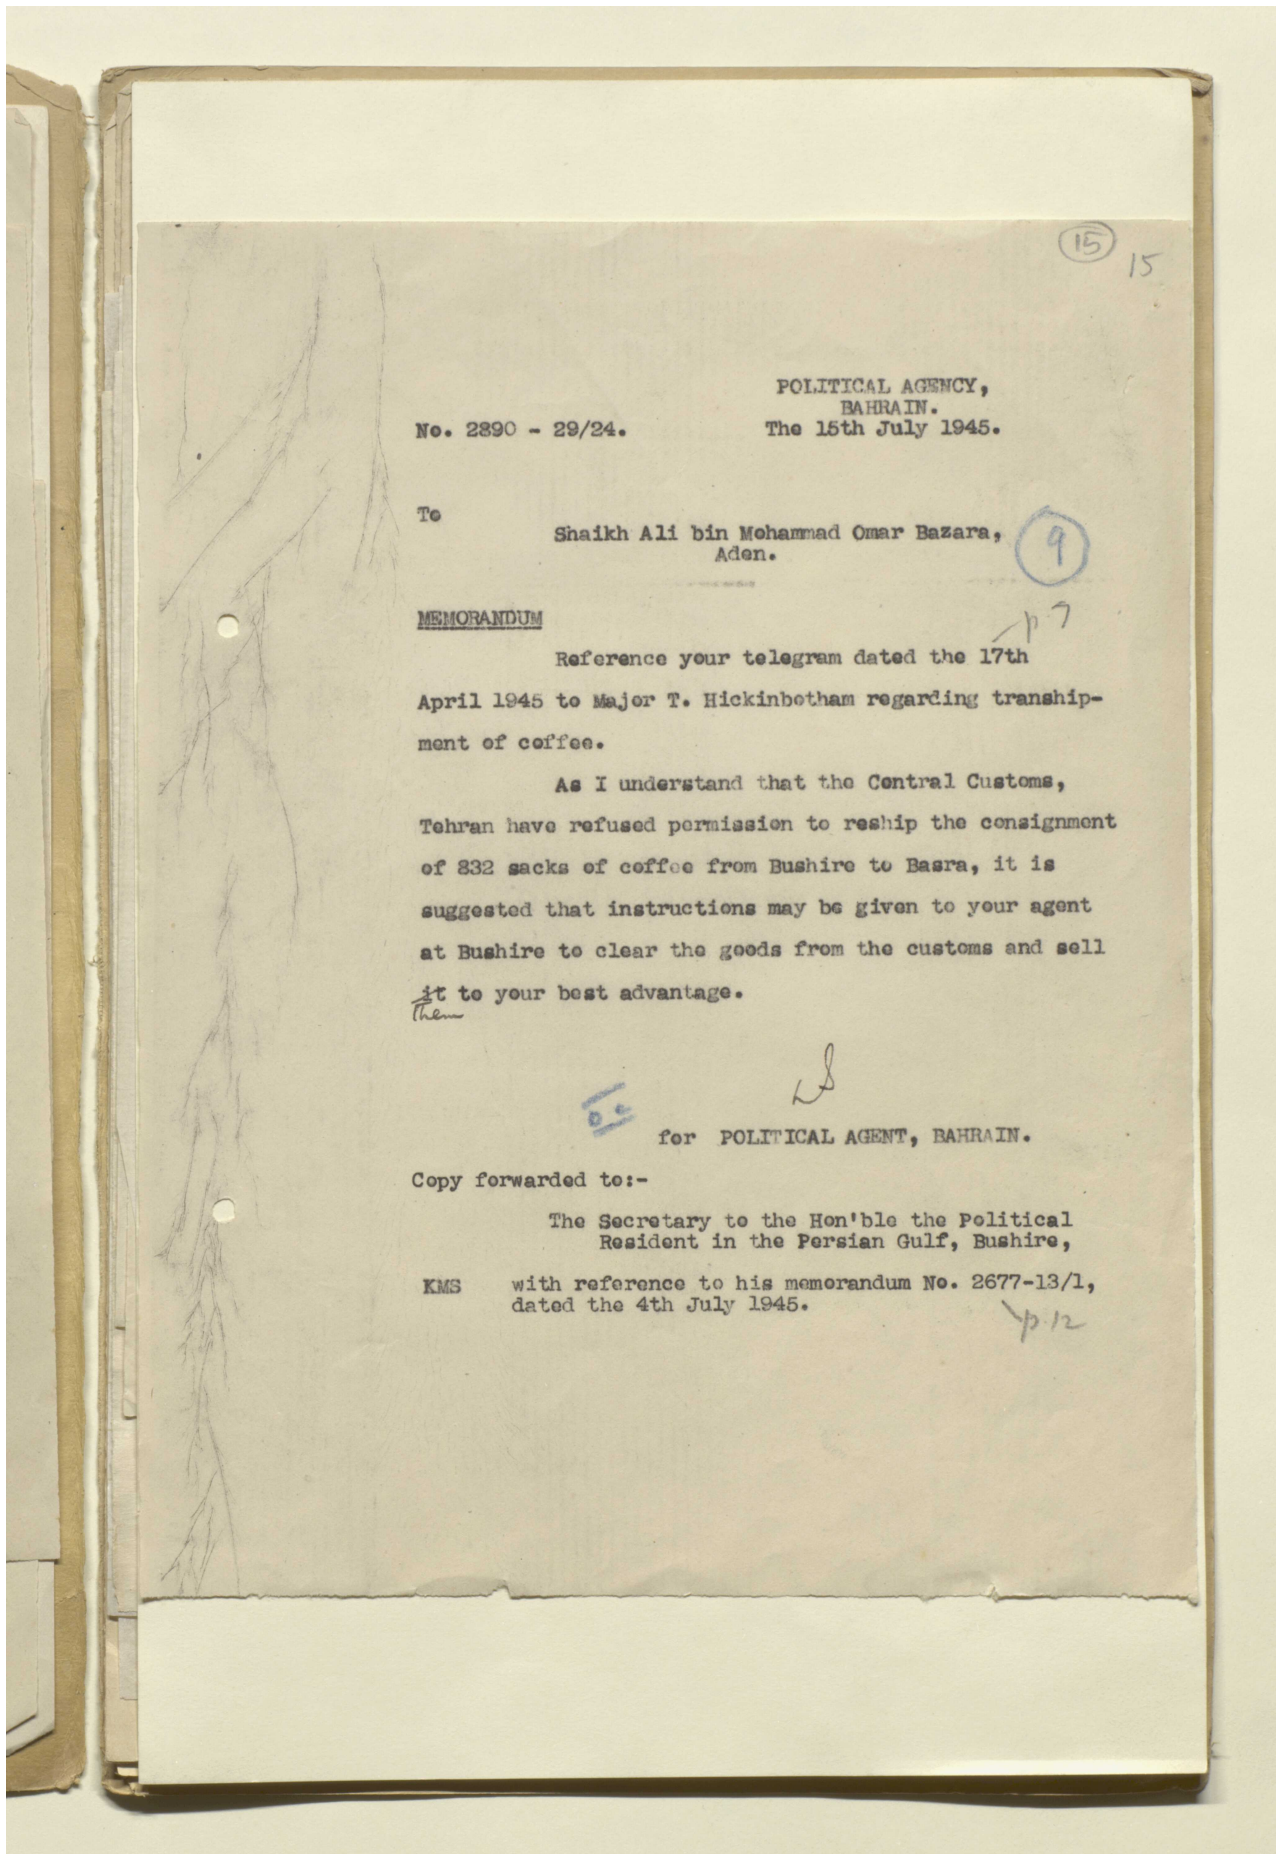 15
15
POLITICAL AGENCY,
BAHRAIN.
No. 2890 - 29/24.
The 15th July 1945.
To
Shaikh Ali bin Mohammad Omar Bazara,
Aden.
9
MEMORANDUM
p 7
Reference your telegram dated the 17th
April 1945 to Major T. Hickinbotham regarding tranship-
ment of coffee.
As I understand that the Central Customs,
Tehran have refused permission to reship the consignment
of 832 sacks of coffee from Bushire to Basra, it is
suggested that instructions may be given to your agent
at Bushire to clear the goods from the customs and sell
it to your best advantage.
Them
for POLITICAL AGENT, BAHRAIN.
Copy forwarded to:-
The Secretary to the Hon'ble the Political
Resident in the Persian Gulf, Bushire,
KMS with reference to his memorandum No. 2677-13/1,
dated the 4th July 1945.
p.12